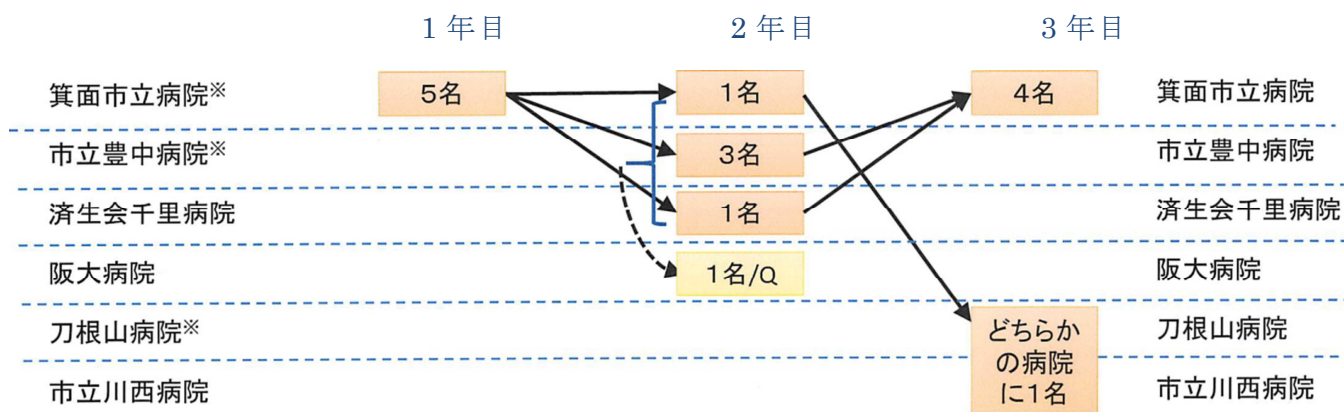 1年目 2年目 3年目
箕面市立病院※ 5名 1名 4名 箕面市立病院
市立豊中病院※ 3名 市立豊中病院
済生会千里病院 1名 済生会千里病院
阪大病院 1名/Q 阪大病院
刀根山病院※ 刀根山病院
市立川西病院 市立川西病院
どちらか
の病院
に1名